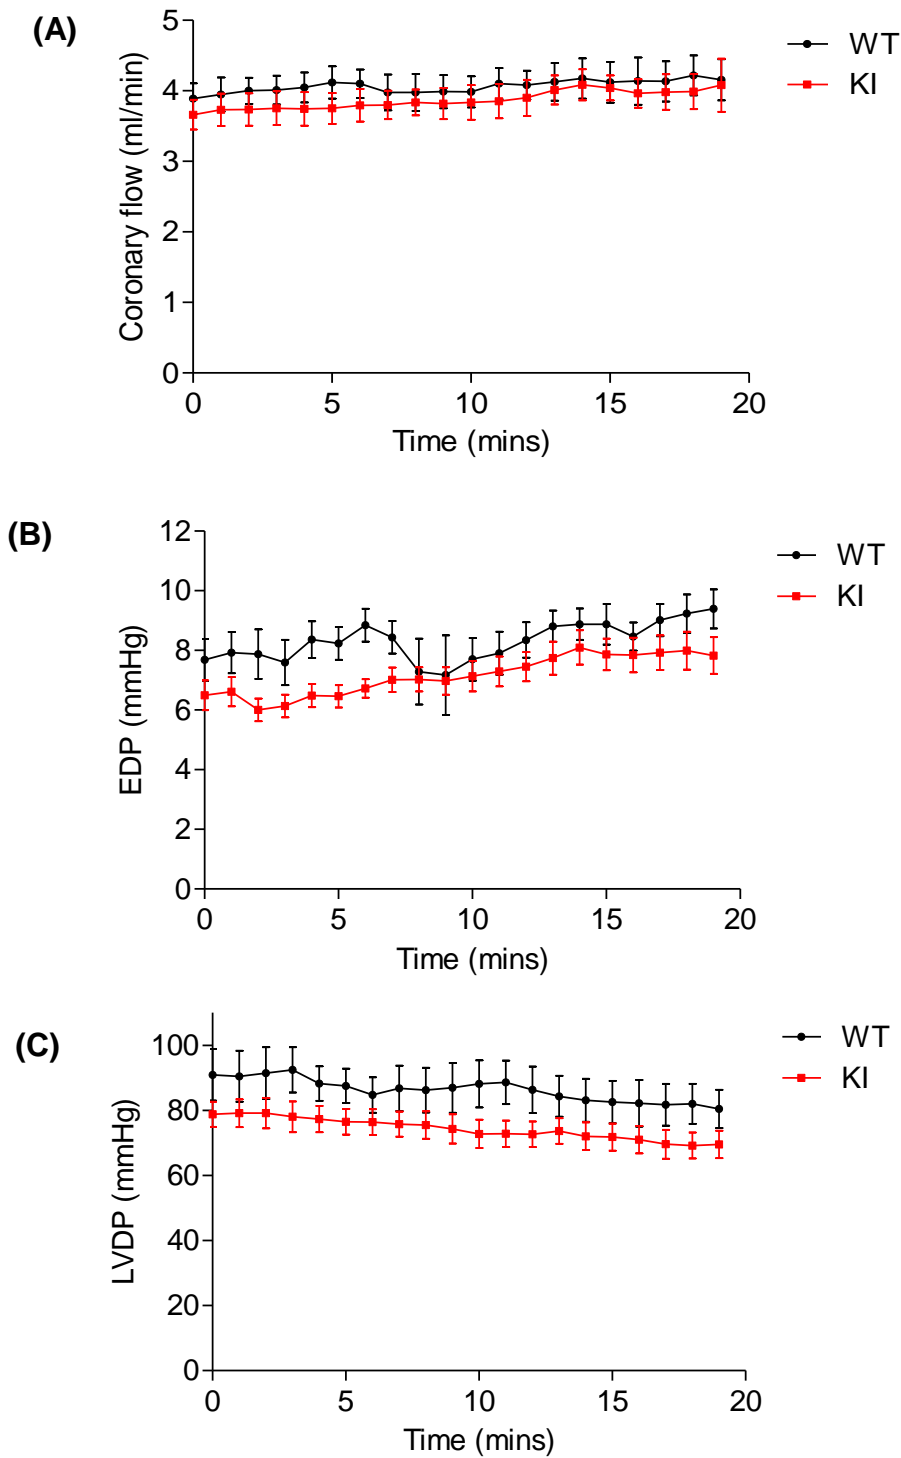 (A)
Coronary flow (ml/min)
5
4
3
2
1
0
0 5 10 15 20
Time (mins)
WT
KI
(B)
EDP (mmHg)
12
10
8
6
4
2
0
0 5 10 15 20
Time (mins)
WT
KI
(C)
LVDP (mmHg)
100
80
60
40
20
0
0 5 10 15 20
Time (mins)
WT
KI